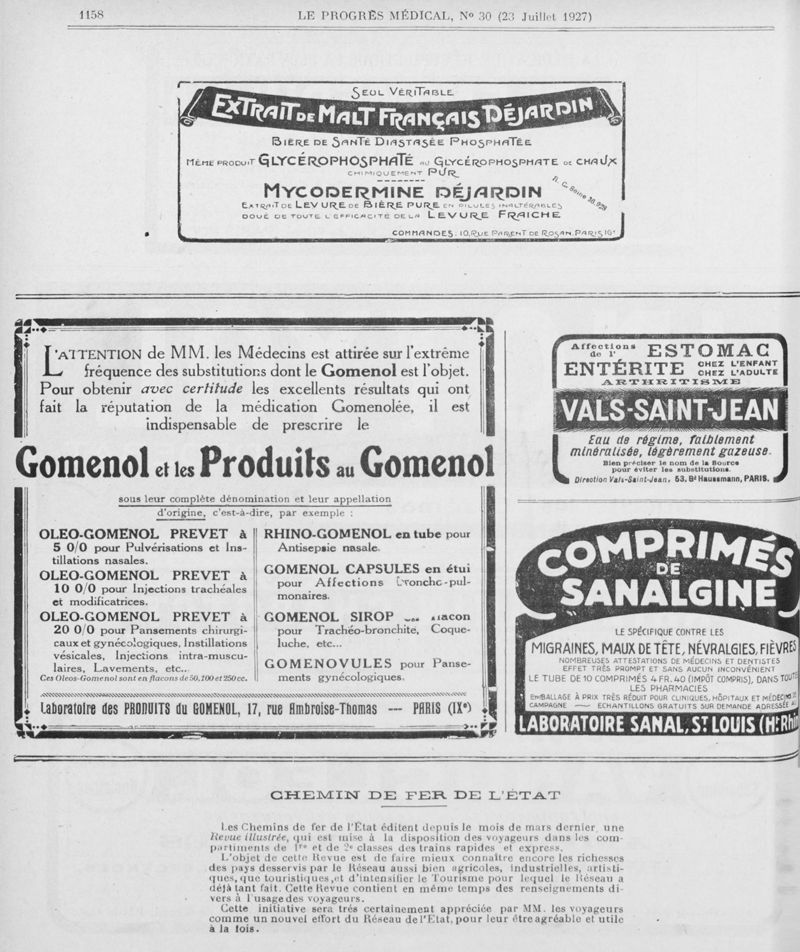 1158
LE PROGRÈS MÉDICAL, No 30 (23 Juillet 1927)
SEUL VÉRITABLE
EXTRAIT DE MALT FRANÇAIS DÉJARDIN
BIÈRE DE SANTÉ DIASTASÉE PHOSPHATÉE
MÊME PRODUIT GLYCÉROPHOSPHATÉ AU GLYCÉROPHOSPHATE DE CHAUX
CHIMIQUEMENT PUR
MYCODERMINE DÉJARDIN
EXTRAIT DE LEVURE DE BIÈRE PURE EN PILULES INALTÉRABLES
DOUÉ DE TOUTE L'EFFICACITÉ DE LA LEVURE FRAICHE
R. C. Seine
COMMANDES. 10, RUE PARENT DE ROSAN, PARIS
L'ATTENTION de MM. les Médecins est attirée sur l'extrême
fréquence des substitutions dont le Gomenol est l'objet.
Pour obtenir avec certitude les excellents résultats qui ont
fait la réputation de la médication Gomenolée, il est
indispensable de prescrire le
Gomenol et les Produits au Gomenol
sous leur complète dénomination et leur appellation
d'origine, c'est-à-dire, par exemple :
OLEO-GOMENOL PREVET à
5 0/0 pour Pulvérisations et Ins-
tillations nasales.
OLEO-GOMENOL PREVET à
10 0/0 pour Injections trachéales
et modificatrices.
OLEO-GOMENOL PREVET à
20 0/0 pour Pansements chirurgi-
caux et gynécologiques, Instillations
vésicales, Injections intra-muscu-
laires, Lavements, etc...
Ces Oleos-Gomenol sont en flacons de 50, 100 et 250 cc.
RHINO-GOMENOL en tube pour
Antisepsie nasale.
GOMENOL CAPSULES en étui
pour Affections broncho-pul-
monaires.
GOMENOL SIROP
pour Trachéo-bronchite, Coque-
luche, etc...
GOMENOVULES pour Panse-
ments gynécologiques.
Laboratoire des PRODUITS du GOMENOL, 17, rue Ambroise-Thomas --- PARIS (IXe)
Affections de l' ESTOMAC
ENTÉRITE CHEZ L'ENFANT CHEZ L'ADULTE
ARTHRITISME
VALS-SAINT-JEAN
Eau de régime, faiblement
minéralisée, légèrement gazeuse.
Bien préciser le nom de la Source
pour éviter les substitutions.
Direction Vals-Saint-Jean, 53, Bd Haussmann, PARIS.
COMPRIMÉS
DE
SANALGINE
LE SPÉCIFIQUE CONTRE LES
MIGRAINES, MAUX DE TÊTE, NÉVRALGIES, FIÈVRES
NOMBREUSES ATTESTATIONS DE MÉDECINS ET DENTISTES
EFFET TRÈS PROMPT ET SANS AUCUN INCONVÉNIENT
LE TUBE DE 10 COMPRIMÉS 4 FR. 40 (IMPÔT COMPRIS), DANS
LES PHARMACIES
EMBALLAGE À PRIX TRÈS RÉDUIT POUR CLINIQUES, HÔPITAUX ET
CAMPAGNE — ECHANTILLONS GRATUITS SUR DEMANDE ADRESSÉE
LABORATOIRE SANAL, ST LOUIS (Ht Rhin
CHEMIN DE FER DE L'ÉTAT
Les Chemins de fer de l'État éditent depuis le mois de mars dernier, une
Revue illustrée, qui est mise à la disposition des voyageurs dans les com-
partiments de 1re et de 2e classes des trains rapides et express.
L'objet de cette Revue est de faire mieux connaître encore les richesses
des pays desservis par le Réseau aussi bien agricoles, industrielles, artisti-
ques, que touristiques, et d'intensifier le Tourisme pour lequel le Réseau a
déjà tant fait. Cette Revue contient en même temps des renseignements di-
vers à l'usage des voyageurs.
Cette initiative sera très certainement appréciée par MM. les voyageurs
comme un nouvel effort du Réseau de l'Etat, pour leur être agréable et utile
à la fois.